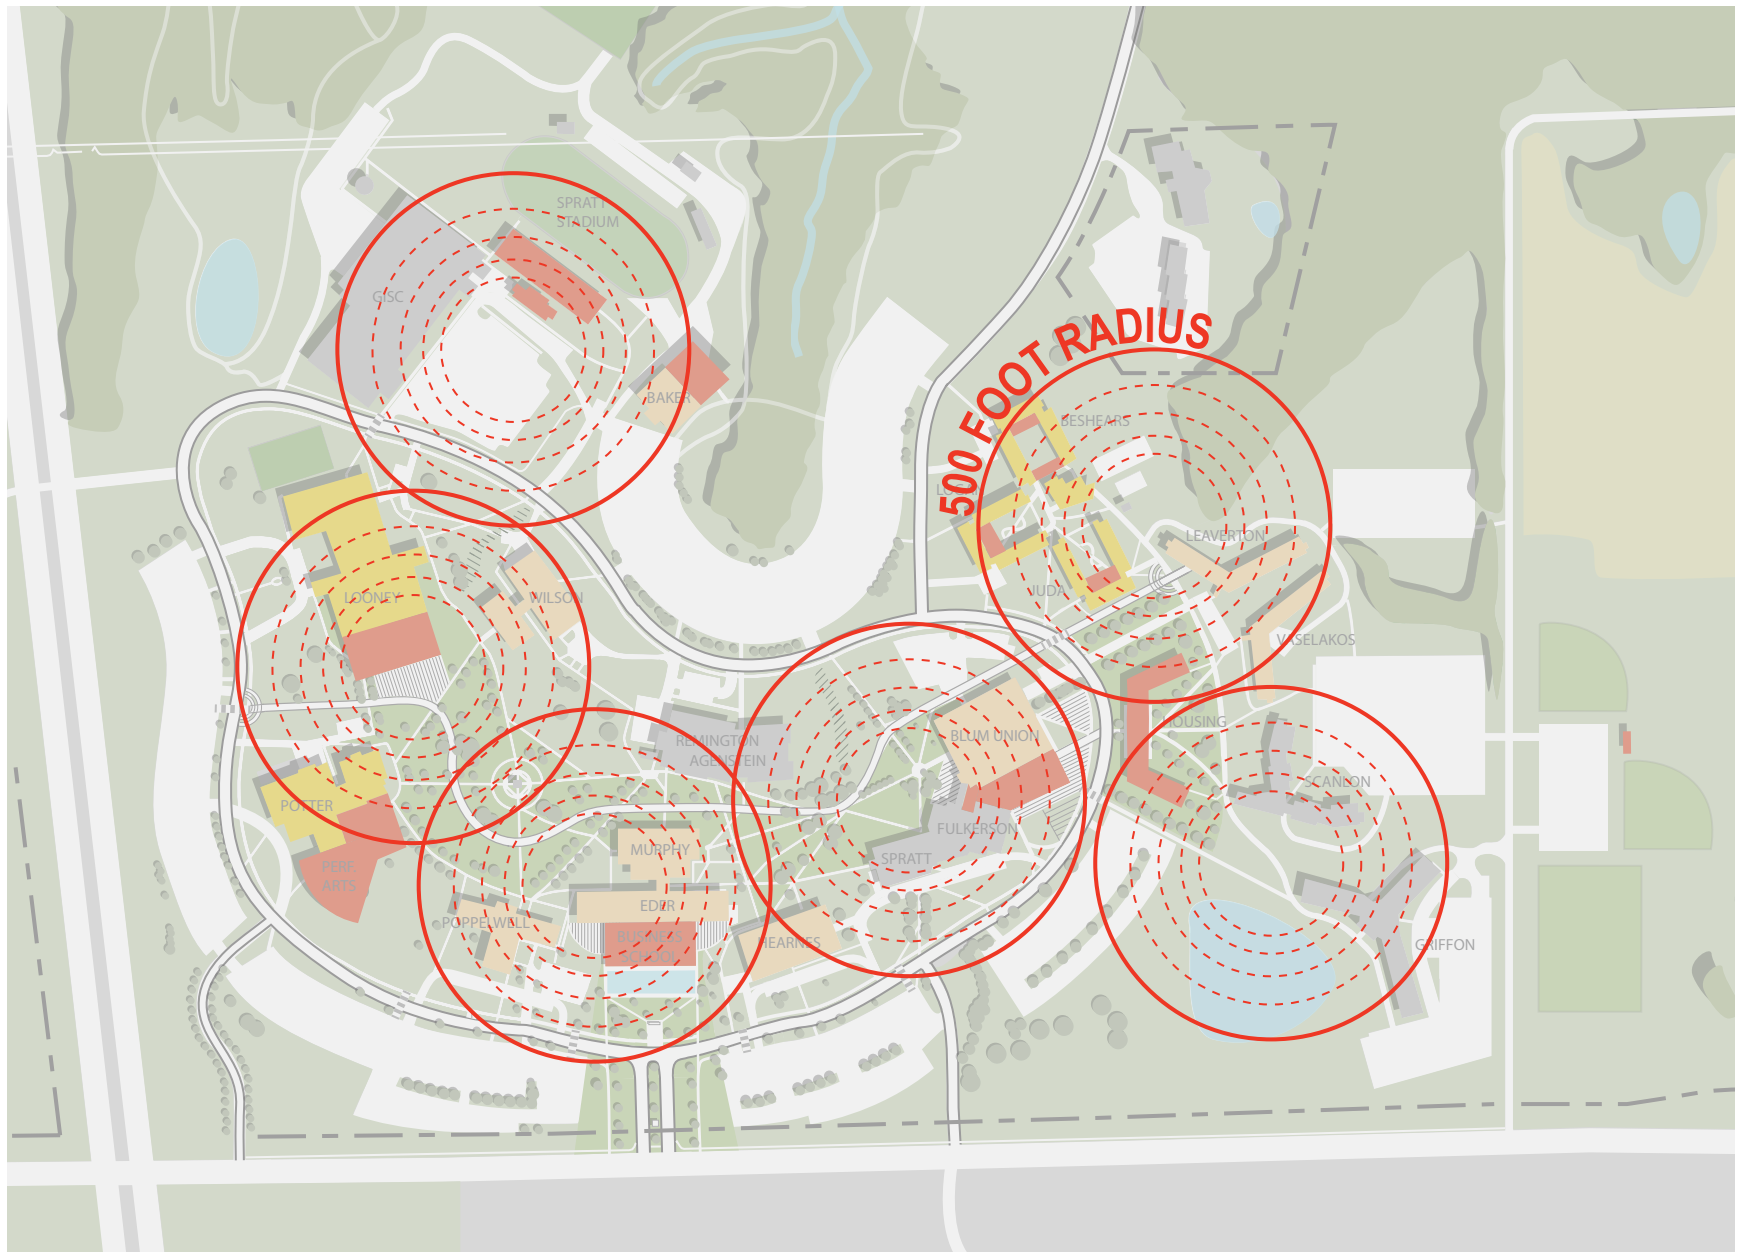 SPRATT
STADIUM
GISC
BAKER
500 FOOT RADIUS
BESHEARS
LOGAN
LEAVERTON
JUDA
VASELAKOS
LOONEY
WILSON
HOUSING
REMINGTON
AGENSTEIN
BLUM UNION
SCANLON
POTTER
FULKERSON
MURPHY
SPRATT
PERF.
ARTS
EDER
POPPELWELL
BUSINESS
SCHOOL
HEARNES
GRIFFON